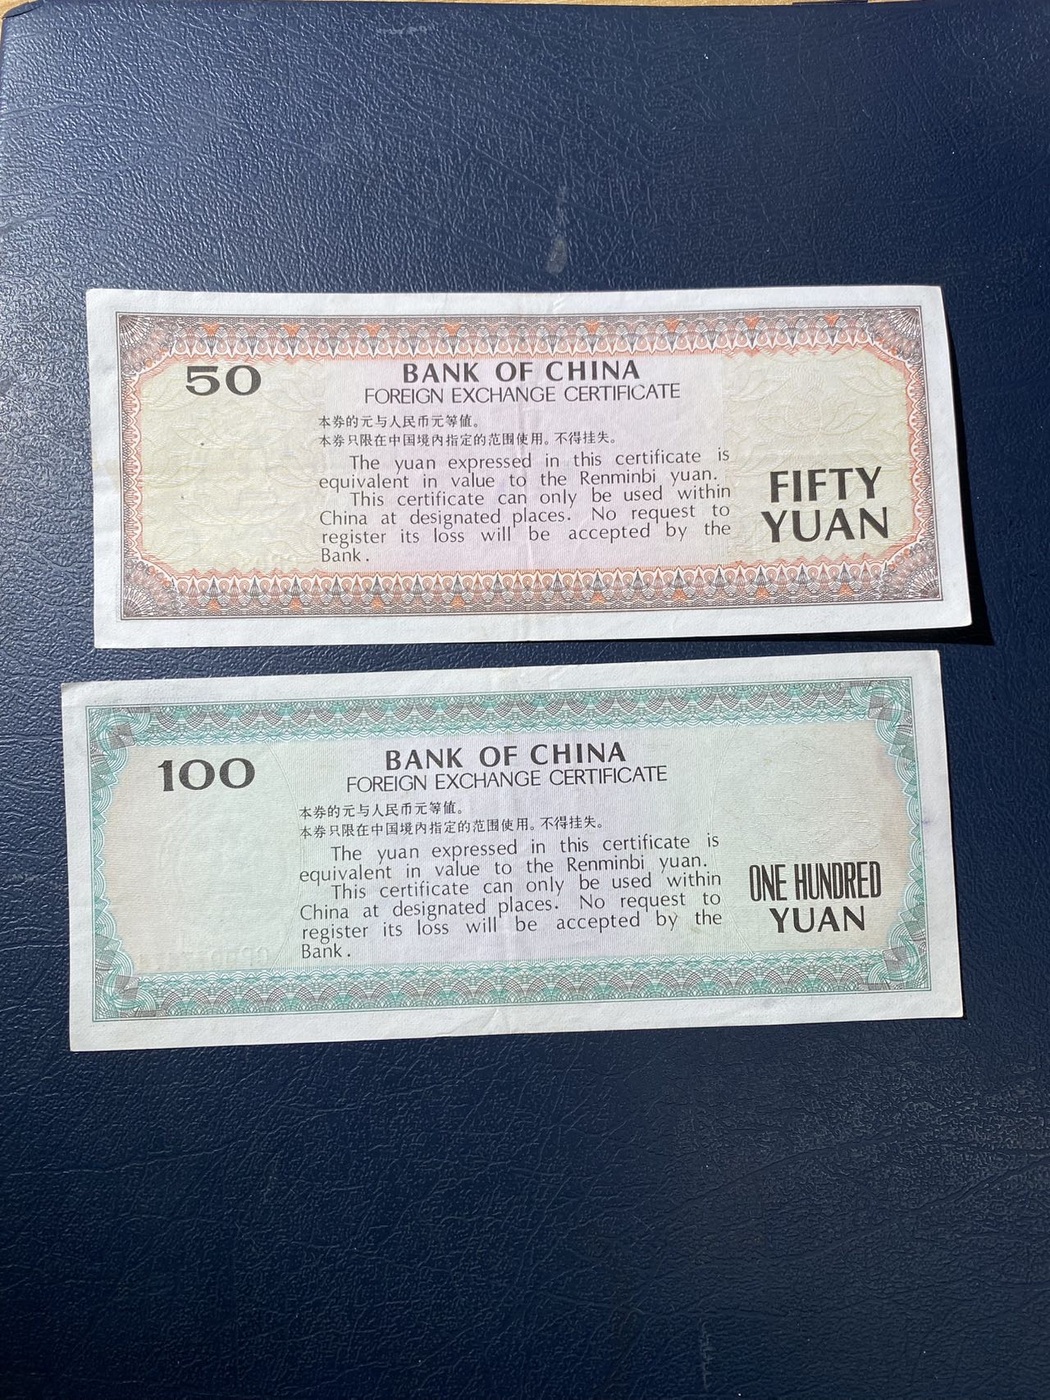 50
BANK OF CHINA
FOREIGN EXCHANGE CERTIFICATE
本券的元与人民币元等值。
本券只限在中国境内指定的范围使用。不得挂失。
The yuan expressed in this certificate is
equivalent in value to the Renminbi yuan.
This certificate can only be used within
China at designated places. No request to
register its loss will be accepted by the
Bank.
FIFTY
YUAN
100
BANK OF CHINA
FOREIGN EXCHANGE CERTIFICATE
本券的元与人民币元等值。
本券只限在中国境内指定的范围使用。不得挂失。
The yuan expressed in this certificate is
equivalent in value to the Renminbi yuan.
This certificate can only be used within
China at designated places. No request to
register its loss will be accepted by the
Bank.
ONE HUNDRED
YUAN